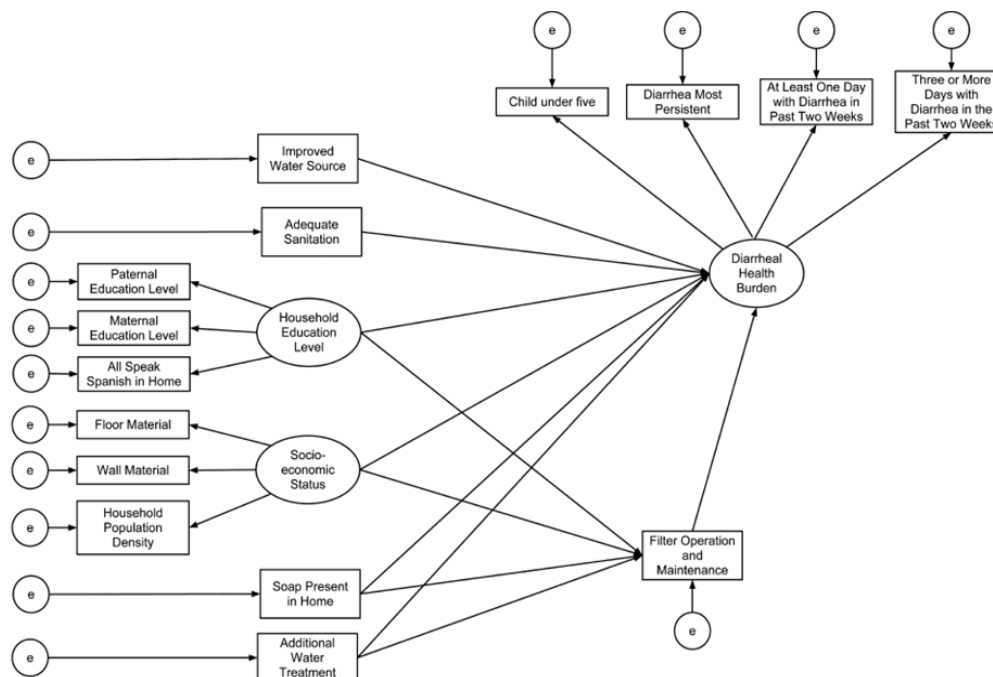 e
e
e
e
Child under five
Diarrhea Most
Persistent
At Least One Day
with Diarrhea in
Past Two Weeks
Three or More
Days with
Diarrhea in the
Past Two Weeks
e
Improved
Water Source
e
Adequate
Sanitation
Diarrheal
Health
Burden
e
Paternal
Education Level
e
Maternal
Education Level
Household
Education
Level
e
All Speak
Spanish in Home
e
Floor Material
e
Wall Material
Socio-
economic
Status
e
Household
Population
Density
Filter Operation
and
Maintenance
e
Soap Present
in Home
e
e
Additional
Water
Treatment